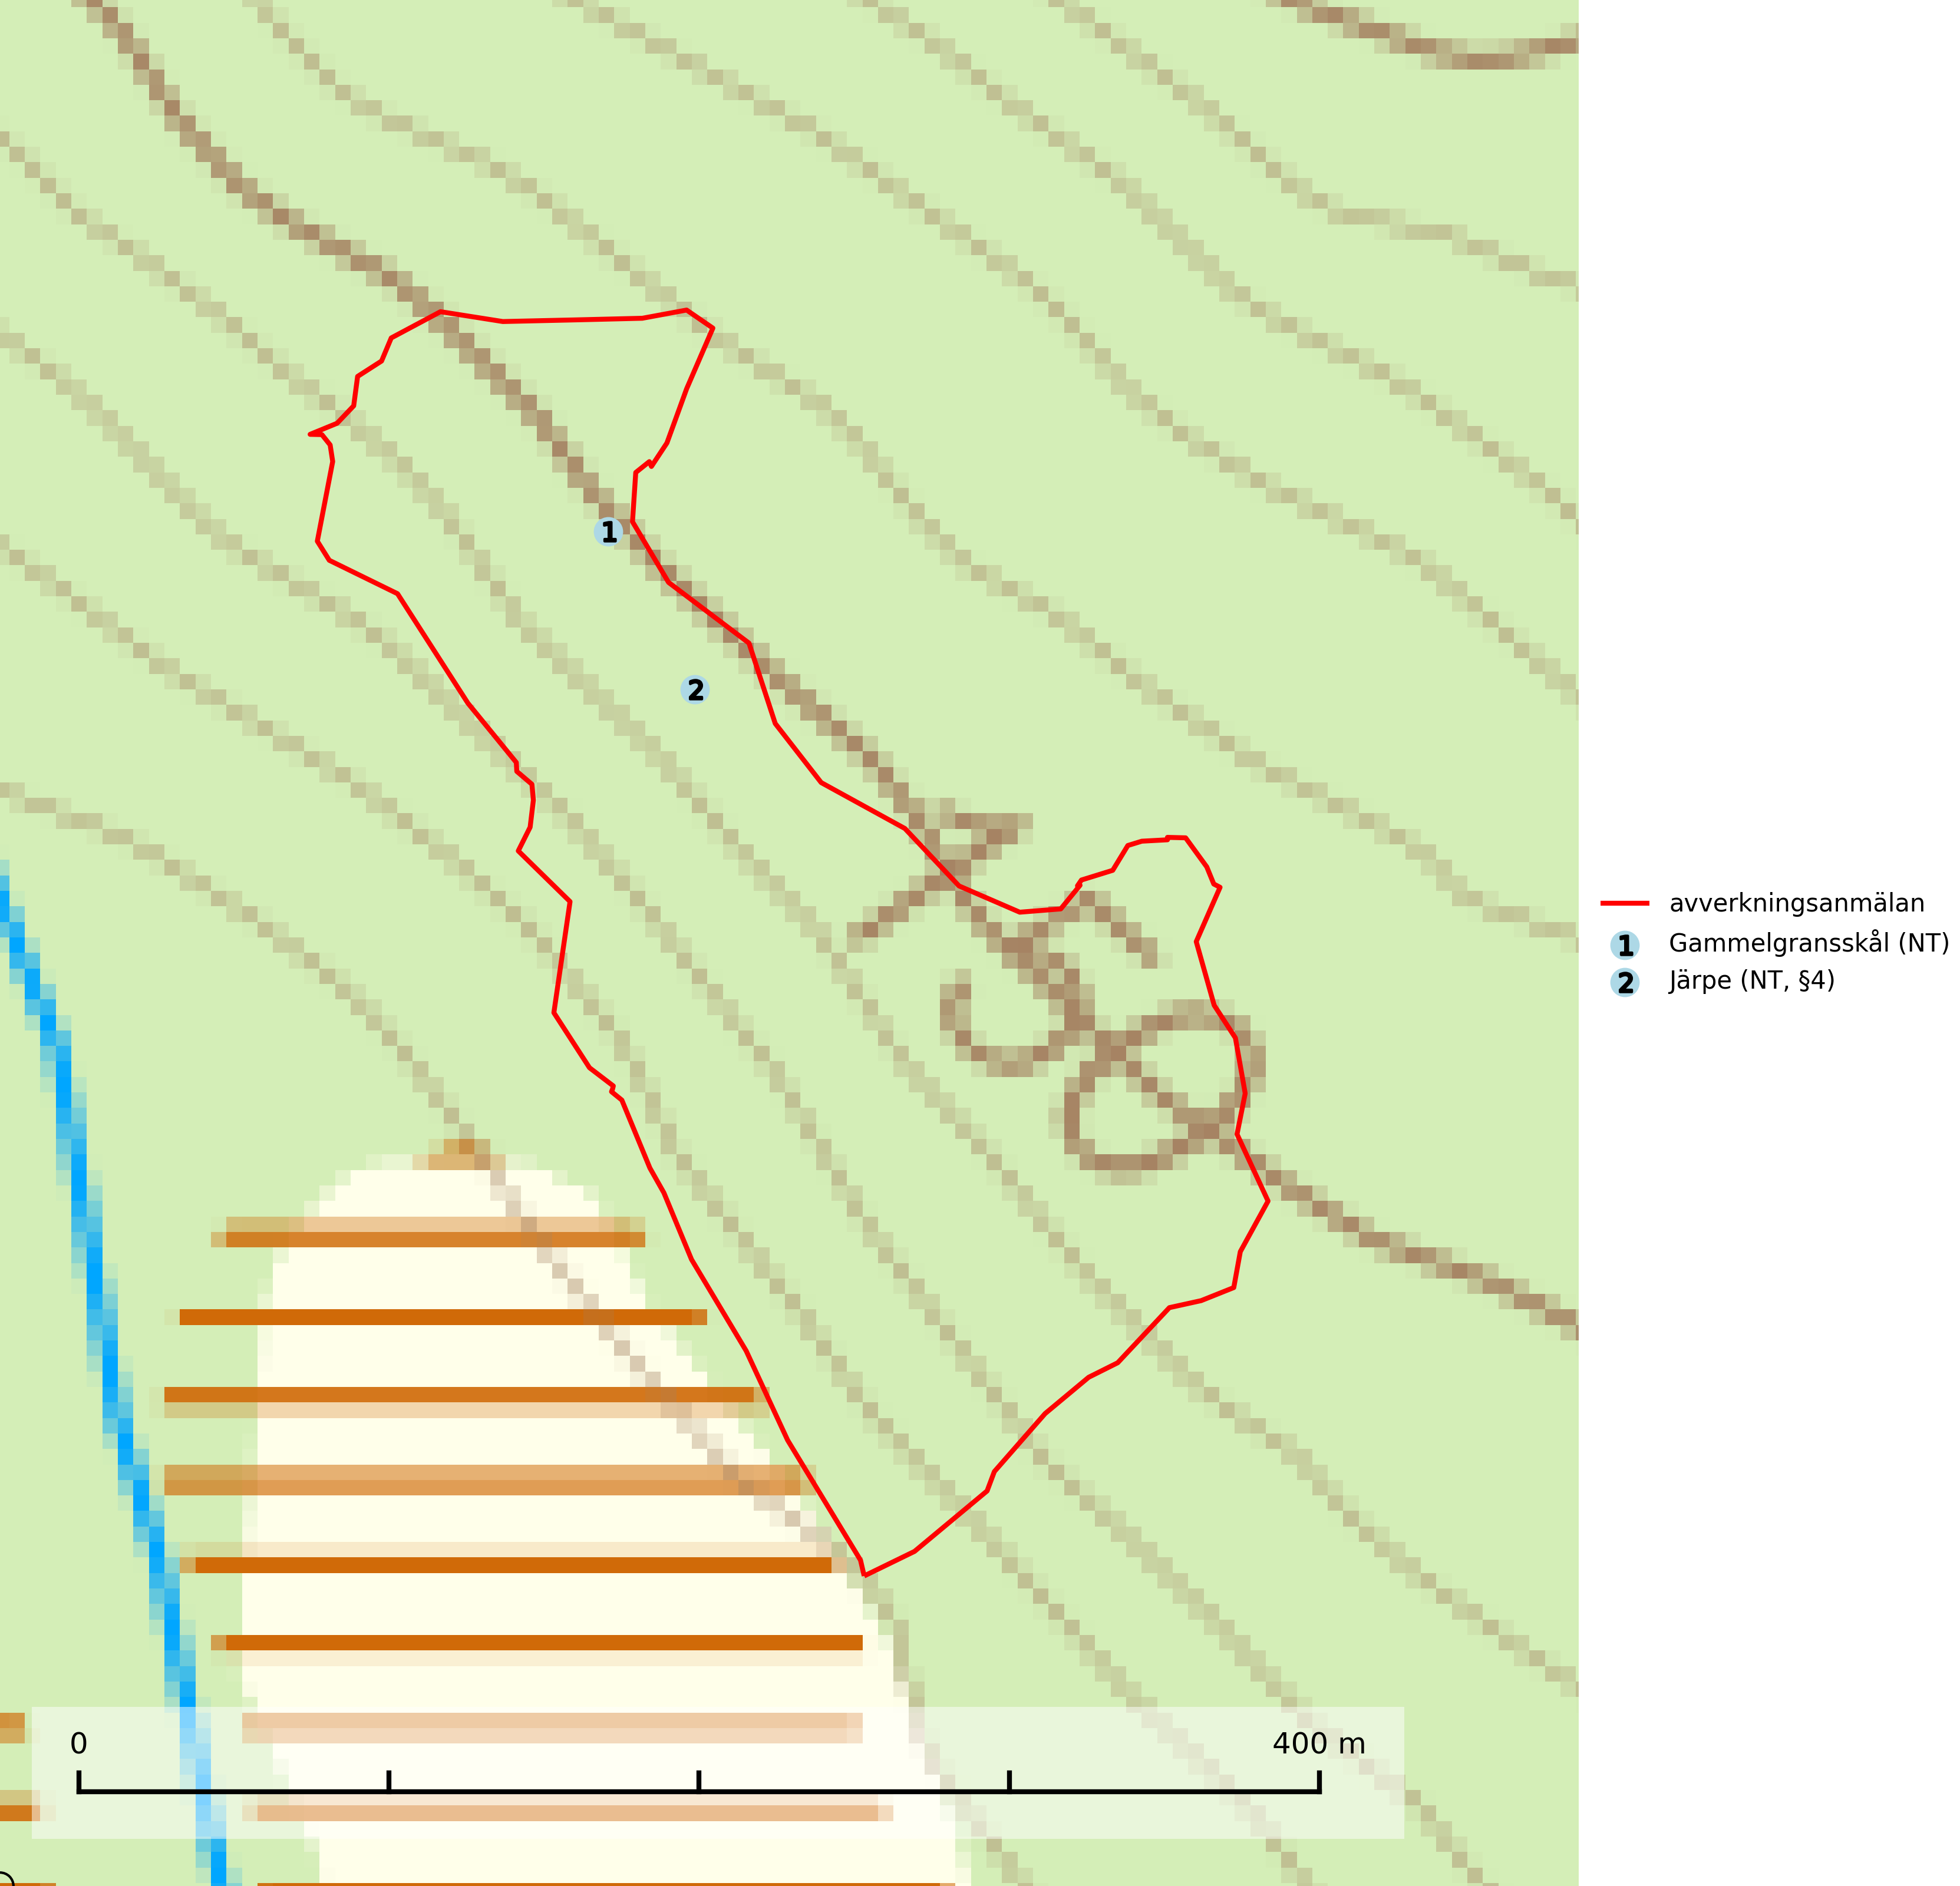 1
2
avverkningsanmälan
1 Gammelgransskål (NT)
2 Järpe (NT, §4)
0 400 m